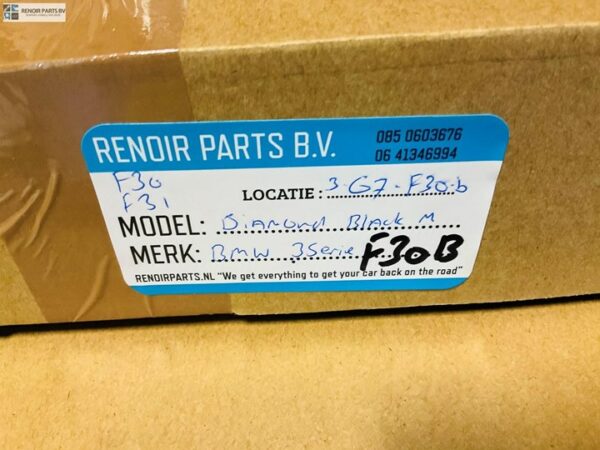 RENOIR PARTS BV
RENOIR PARTS B.V.
085 0603676
06 41346994
F30
F31
LOCATIE: 3-G7-F30-b
MODEL: Diamond Black M
MERK: BMW 3Serie F30B
RENOIRPARTS.NL "We get everything to get your car back on the road"